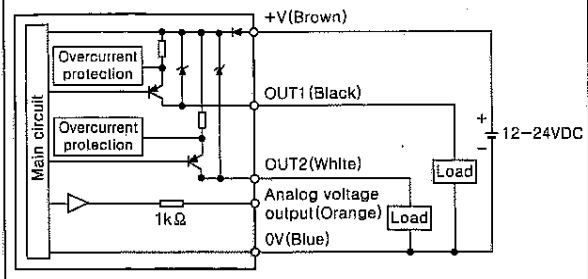 +V(Brown)
Overcurrent
protection
OUT1(Black)
Overcurrent
protection
Main circuit
+
12-24VDC
−
OUT2(White)
Load
Analog voltage
output(Orange)
Load
1kΩ
0V(Blue)